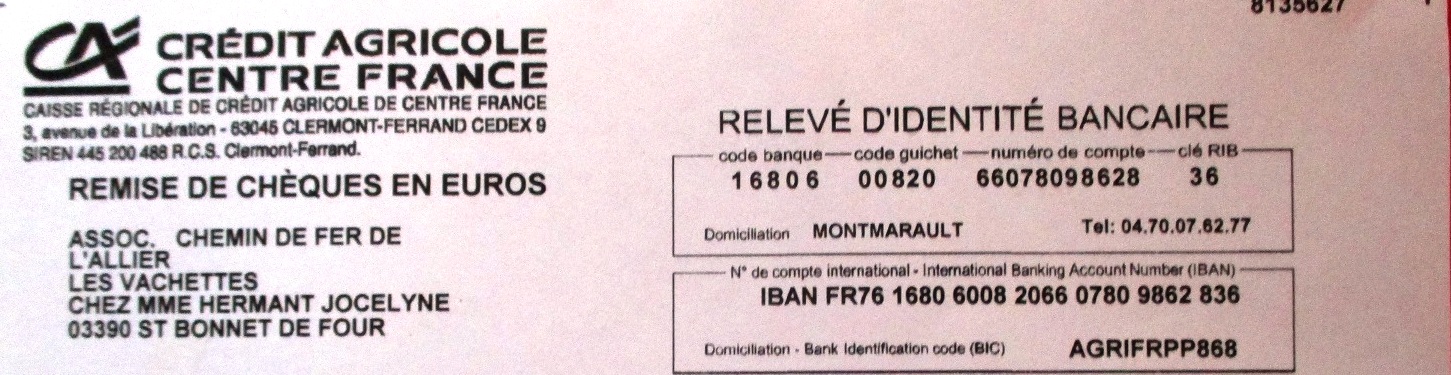 8135627
CRÉDIT AGRICOLE
CENTRE FRANCE
CAISSE RÉGIONALE DE CRÉDIT AGRICOLE DE CENTRE FRANCE
3, avenue de la Libération - 63045 CLERMONT-FERRAND CEDEX 9
SIREN 445 200 488 R.C.S. Clermont-Ferrand.
REMISE DE CHÈQUES EN EUROS
ASSOC. CHEMIN DE FER DE
L'ALLIER
LES VACHETTES
CHEZ MME HERMANT JOCELYNE
03390 ST BONNET DE FOUR
RELEVÉ D'IDENTITÉ BANCAIRE
code banque code guichet numéro de compte clé RIB
16806 00820 66078098628 36
Domiciliation MONTMARAULT Tel: 04.70.07.62.77
N° de compte international - International Banking Account Number (IBAN)
IBAN FR76 1680 6008 2066 0780 9862 836
Domiciliation - Bank Identification code (BIC) AGRIFRPP868